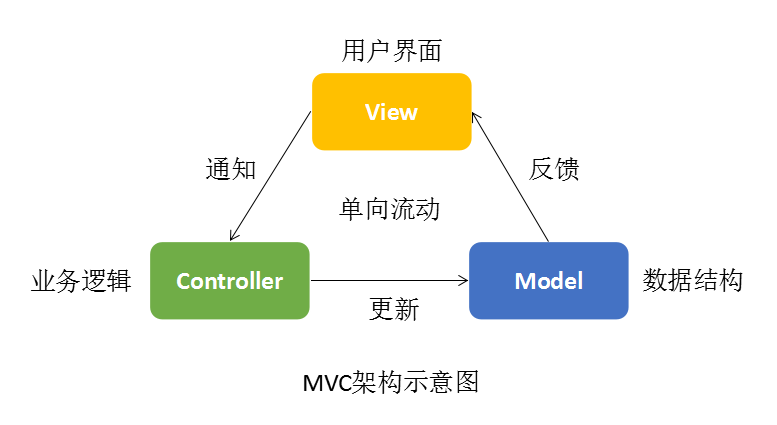 用户界面
View
通知
反馈
单向流动
业务逻辑
Controller
Model
数据结构
更新
MVC架构示意图